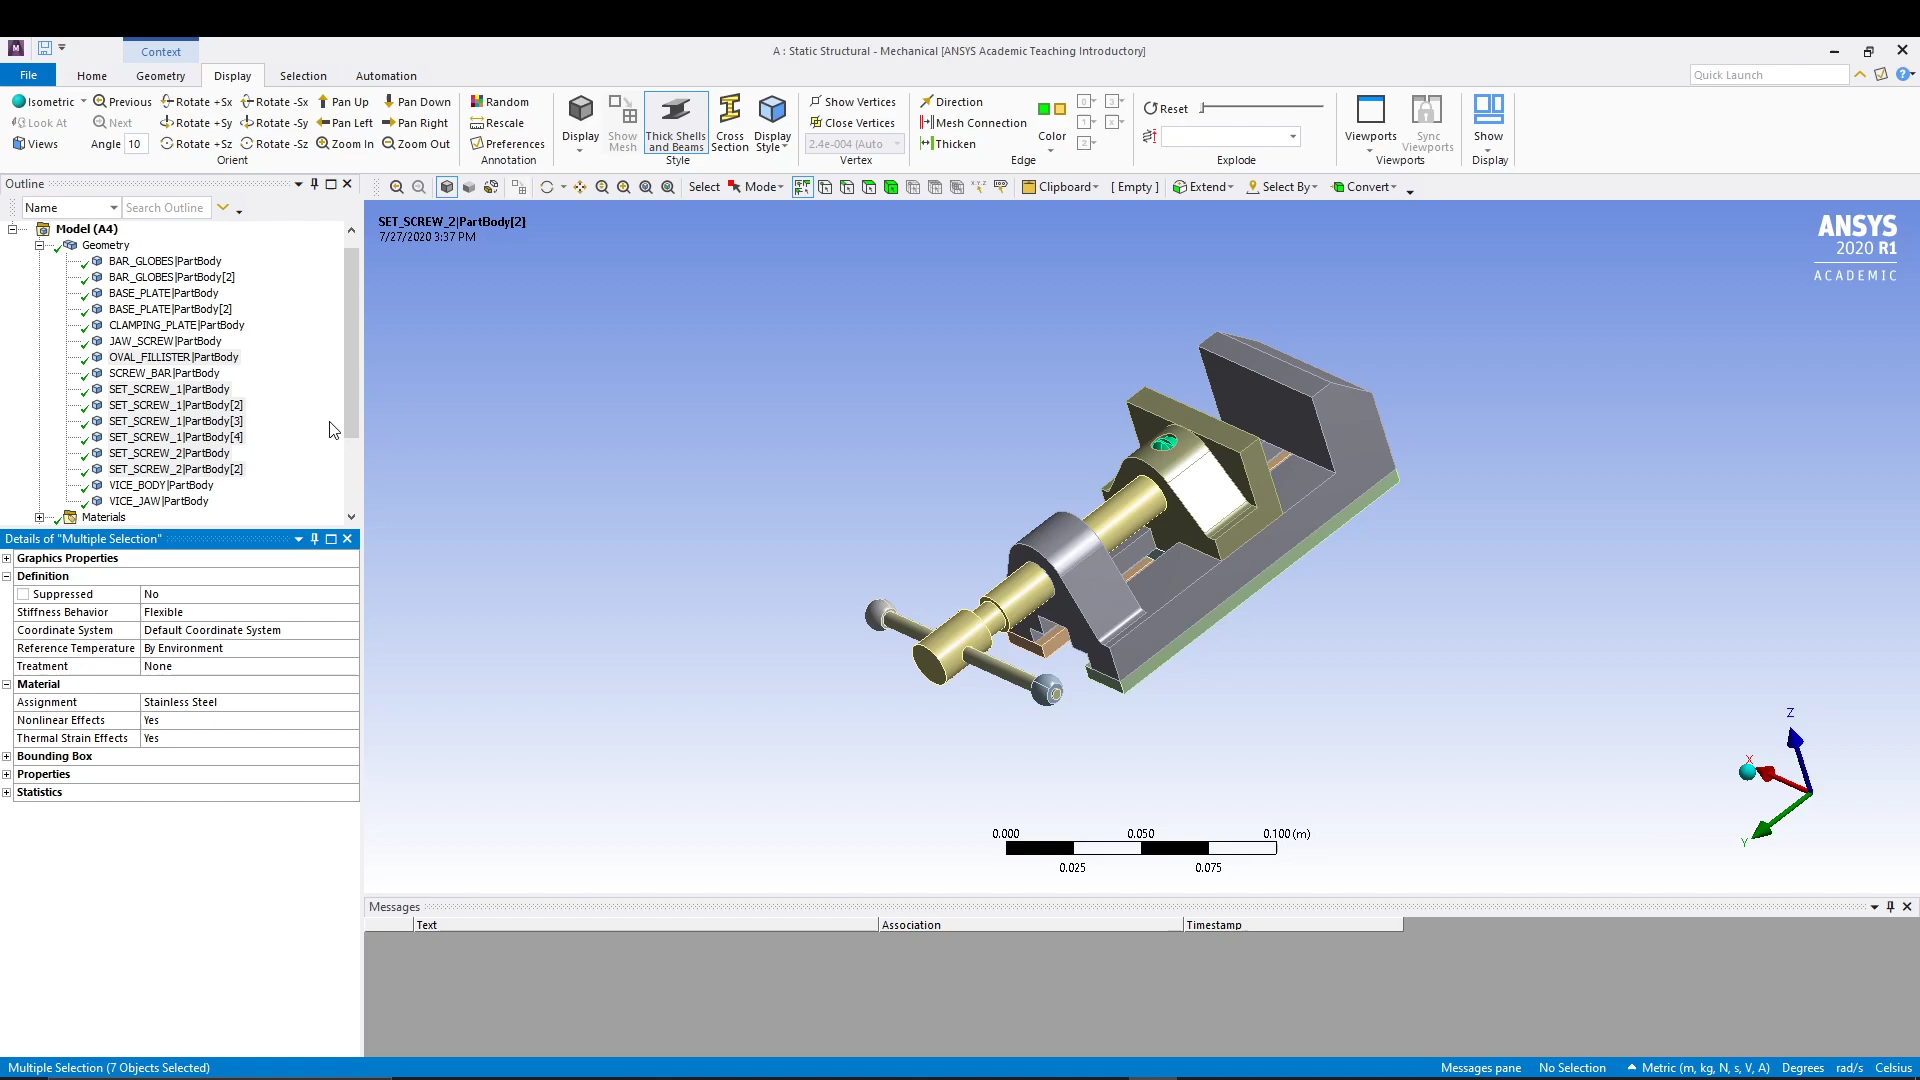 Context
A : Static Structural - Mechanical [ANSYS Academic Teaching Introductory]
File Home Geometry Display Selection Automation Quick Launch
Isometric Previous Rotate +Sx Rotate -Sx Pan Up Pan Down Random Show Vertices Direction Reset
Look At Next Rotate +Sy Rotate -Sy Pan Left Pan Right Rescale Close Vertices Mesh Connection
Views Angle 10 Rotate +Sz Rotate -Sz Zoom In Zoom Out Preferences 2.4e-004 (Auto Thicken
Display Show Mesh Thick Shells and Beams Cross Section Display Style Color Viewports Sync Viewports Show
Orient Annotation Style Vertex Edge Explode Viewports Display
Outline
Select Mode Clipboard [ Empty ] Extend Select By Convert
Name Search Outline
Model (A4)
Geometry
BAR_GLOBES|PartBody
BAR_GLOBES|PartBody[2]
BASE_PLATE|PartBody
BASE_PLATE|PartBody[2]
CLAMPING_PLATE|PartBody
JAW_SCREW|PartBody
OVAL_FILLISTER|PartBody
SCREW_BAR|PartBody
SET_SCREW_1|PartBody
SET_SCREW_1|PartBody[2]
SET_SCREW_1|PartBody[3]
SET_SCREW_1|PartBody[4]
SET_SCREW_2|PartBody
SET_SCREW_2|PartBody[2]
VICE_BODY|PartBody
VICE_JAW|PartBody
Materials
Details of "Multiple Selection"
Graphics Properties
Definition
Suppressed No
Stiffness Behavior Flexible
Coordinate System Default Coordinate System
Reference Temperature By Environment
Treatment None
Material
Assignment Stainless Steel
Nonlinear Effects Yes
Thermal Strain Effects Yes
Bounding Box
Properties
Statistics
SET_SCREW_2|PartBody[2]
7/27/2020 3:37 PM
ANSYS
2020 R1
ACADEMIC
Z
X
Y
0.000 0.050 0.100 (m)
0.025 0.075
Messages
Text Association Timestamp
Multiple Selection (7 Objects Selected) Messages pane No Selection Metric (m, kg, N, s, V, A) Degrees rad/s Celsius